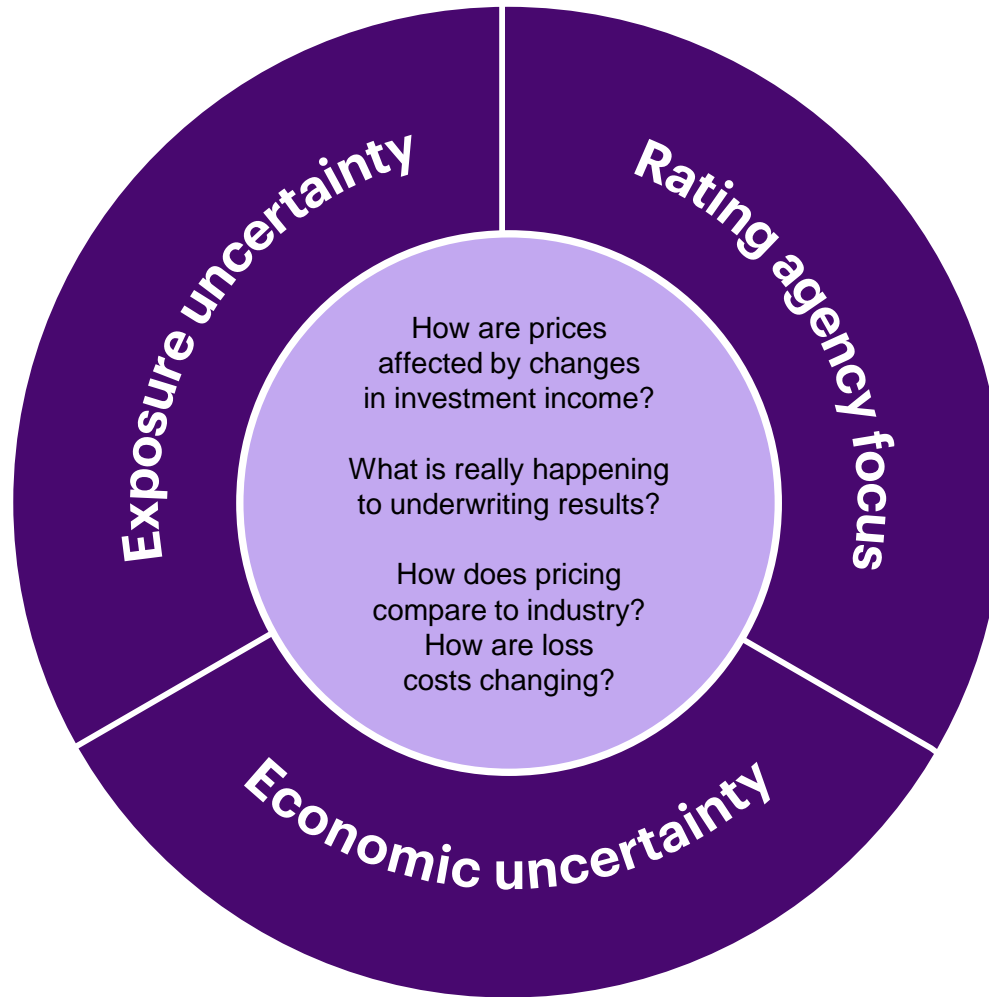 Exposure uncertainty
Rating agency focus
How are prices
affected by changes
in investment income?
What is really happening
to underwriting results?
How does pricing
compare to industry?
How are loss
costs changing?
Economic uncertainty